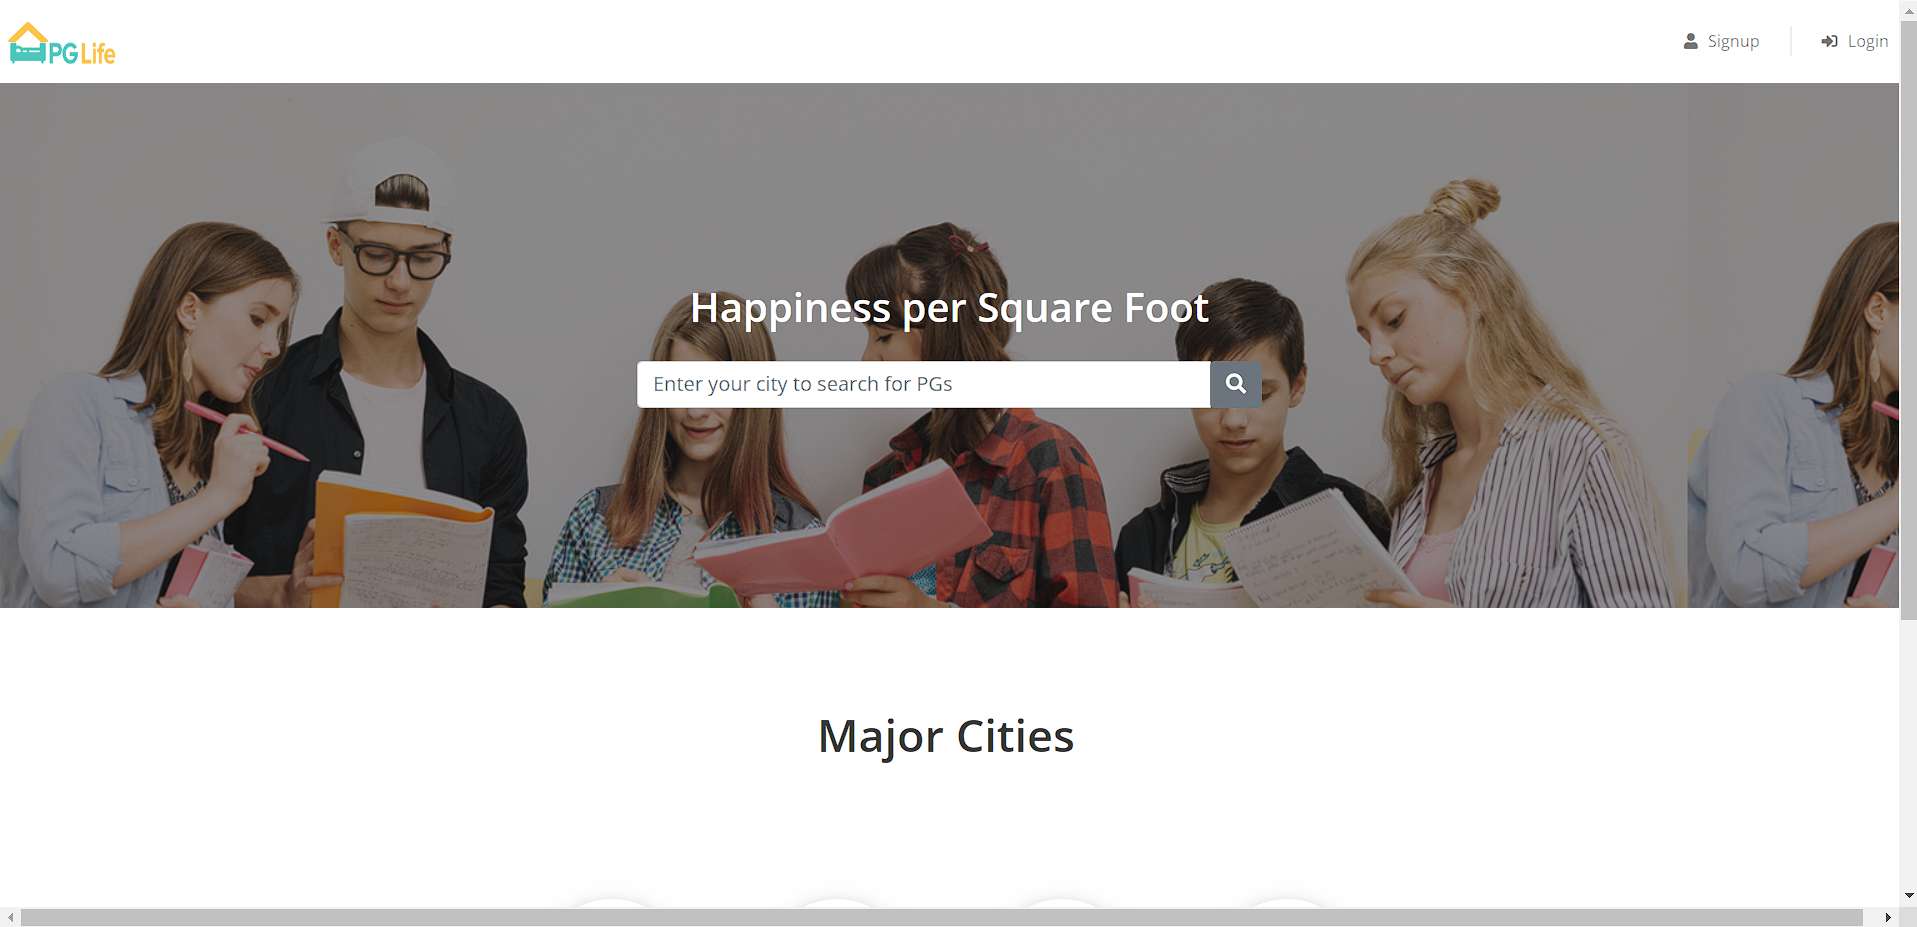 PG Life
Signup
Login
Happiness per Square Foot
Enter your city to search for PGs
Major Cities